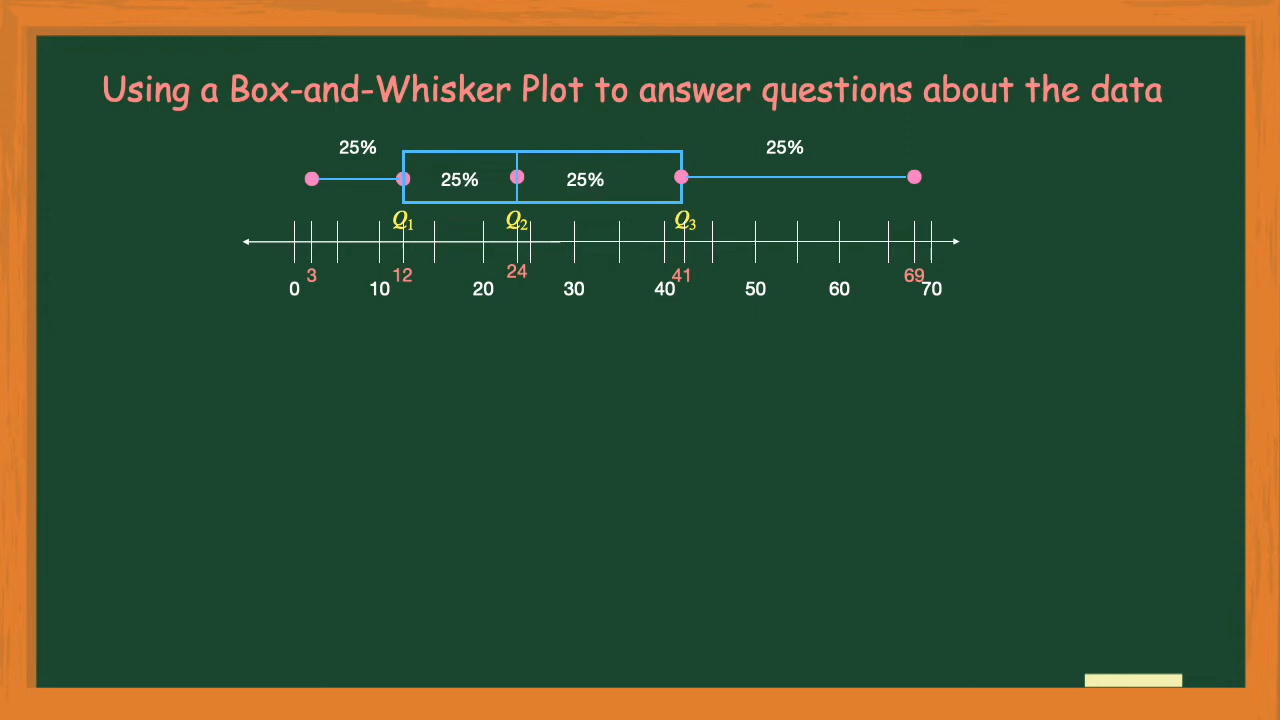 Using a Box-and-Whisker Plot to answer questions about the data
25% 25%
25% 25%
Q1 Q2 Q3
3 12 24 41 69
0 10 20 30 40 50 60 70